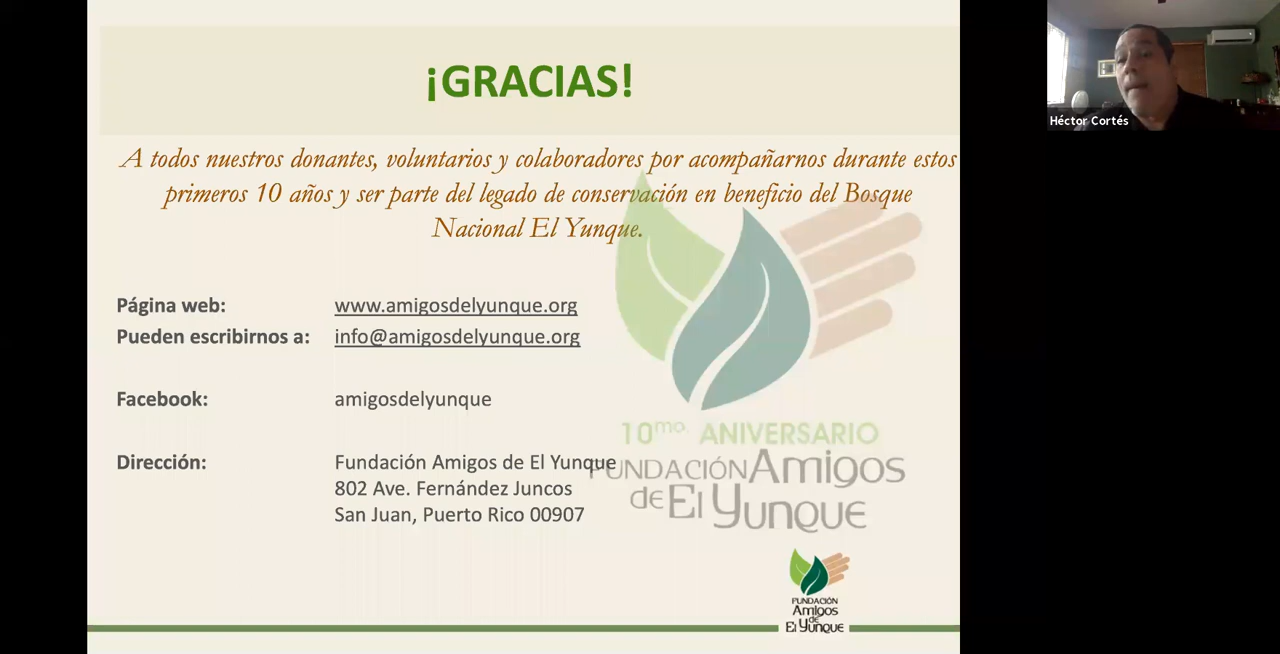 ¡GRACIAS!
A todos nuestros donantes, voluntarios y colaboradores por acompañarnos durante estos
primeros 10 años y ser parte del legado de conservación en beneficio del Bosque
Nacional El Yunque.
Página web: www.amigosdelyunque.org
Pueden escribirnos a: info@amigosdelyunque.org
Facebook: amigosdelyunque
Dirección: Fundación Amigos de El Yunque
802 Ave. Fernández Juncos
San Juan, Puerto Rico 00907
10mo. ANIVERSARIO
FUNDACIÓN Amigos
de El Yunque
FUNDACIÓN
Amigos
de
El Yunque
Héctor Cortés